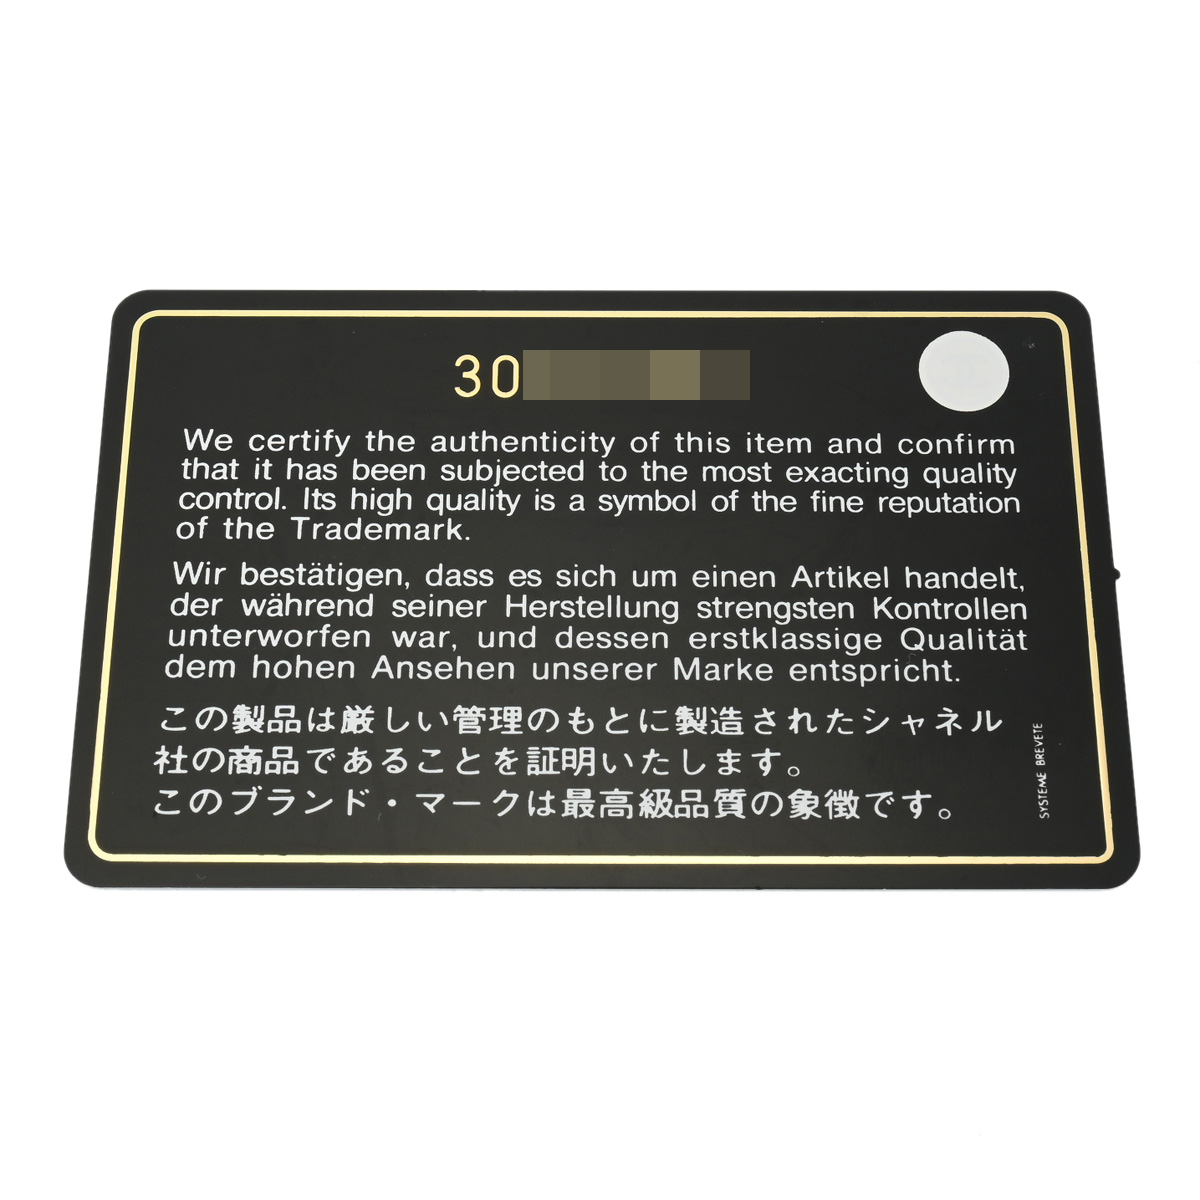 30
We certify the authenticity of this item and confirm
that it has been subjected to the most exacting quality
control. Its high quality is a symbol of the fine reputation
of the Trademark.
Wir bestätigen, dass es sich um einen Artikel handelt,
der während seiner Herstellung strengsten Kontrollen
unterworfen war, und dessen erstklassige Qualität
dem hohen Ansehen unserer Marke entspricht.
この製品は厳しい管理のもとに製造されたシャネル
社の商品であることを証明いたします。
このブランド・マークは最高級品質の象徴です。
SYSTEME BREVETE